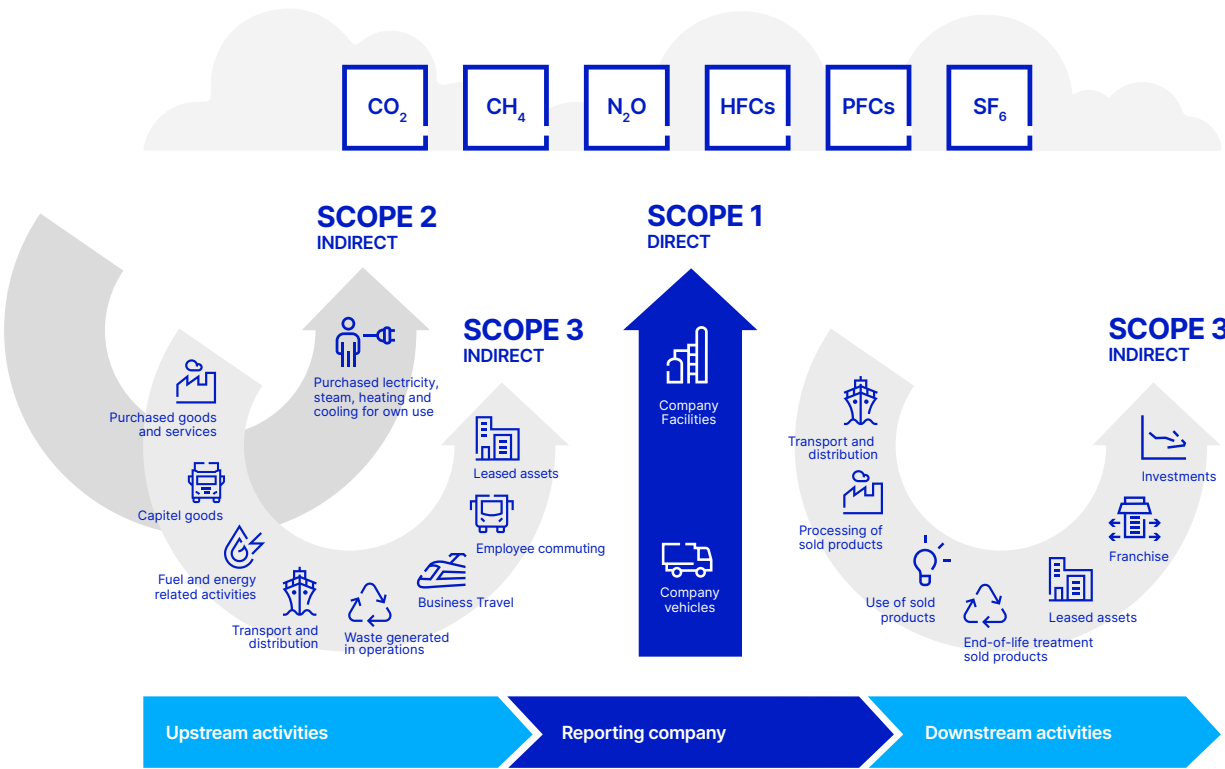 CO2
CH4
N2O
HFCs
PFCs
SF6
SCOPE 2
INDIRECT
SCOPE 1
DIRECT
SCOPE 3
INDIRECT
SCOPE 3
INDIRECT
Purchased lectricity,
steam, heating and
cooling for own use
Purchased goods
and services
Capitel goods
Fuel and energy
related activities
Transport and
distribution
Waste generated
in operations
Business Travel
Employee commuting
Leased assets
Company
Facilities
Company
vehicles
Transport and
distribution
Processing of
sold products
Use of sold
products
End-of-life treatment
sold products
Leased assets
Franchise
Investments
Upstream activities
Reporting company
Downstream activities